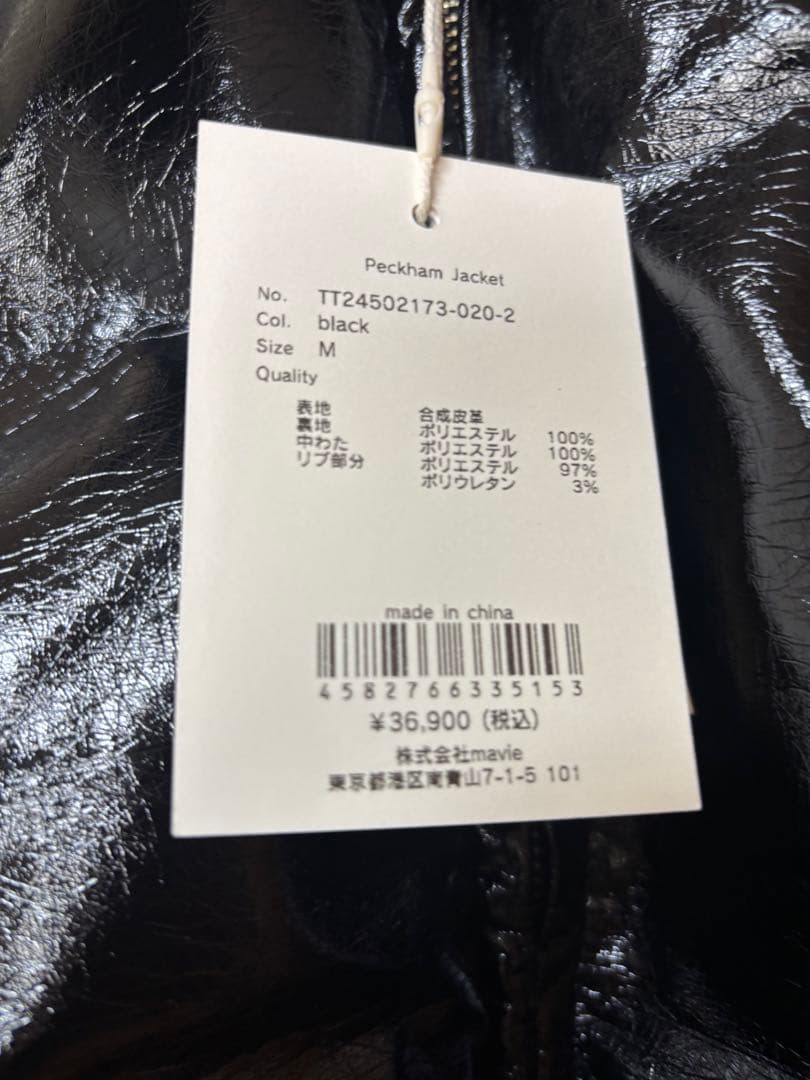 Peckham Jacket
No. TT24502173-020-2
Col. black
Size M
Quality
表地 合成皮革
裏地 ポリエステル 100%
中わた ポリエステル 100%
リブ部分 ポリエステル 97%
ポリウレタン 3%
made in china
4582766335153
¥36,900 (税込)
株式会社mavie
東京都港区南青山7-1-5 101